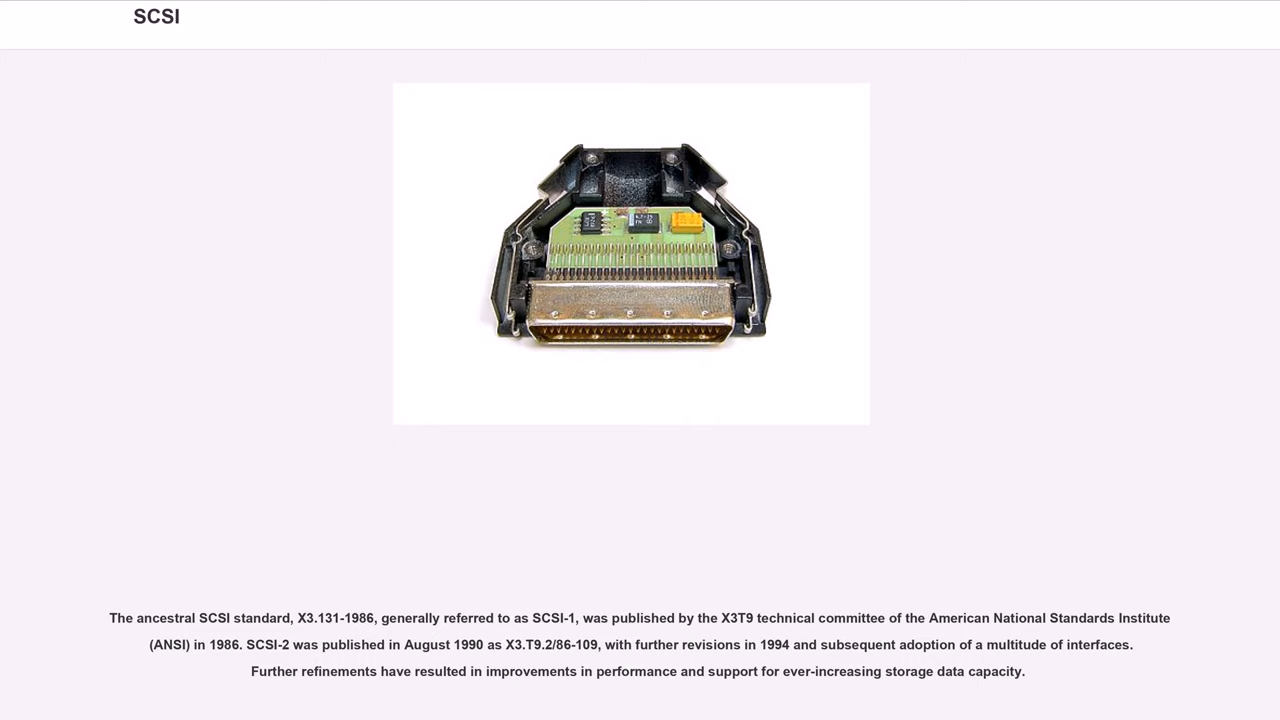 SCSI
The ancestral SCSI standard, X3.131-1986, generally referred to as SCSI-1, was published by the X3T9 technical committee of the American National Standards Institute
(ANSI) in 1986. SCSI-2 was published in August 1990 as X3.T9.2/86-109, with further revisions in 1994 and subsequent adoption of a multitude of interfaces.
Further refinements have resulted in improvements in performance and support for ever-increasing storage data capacity.